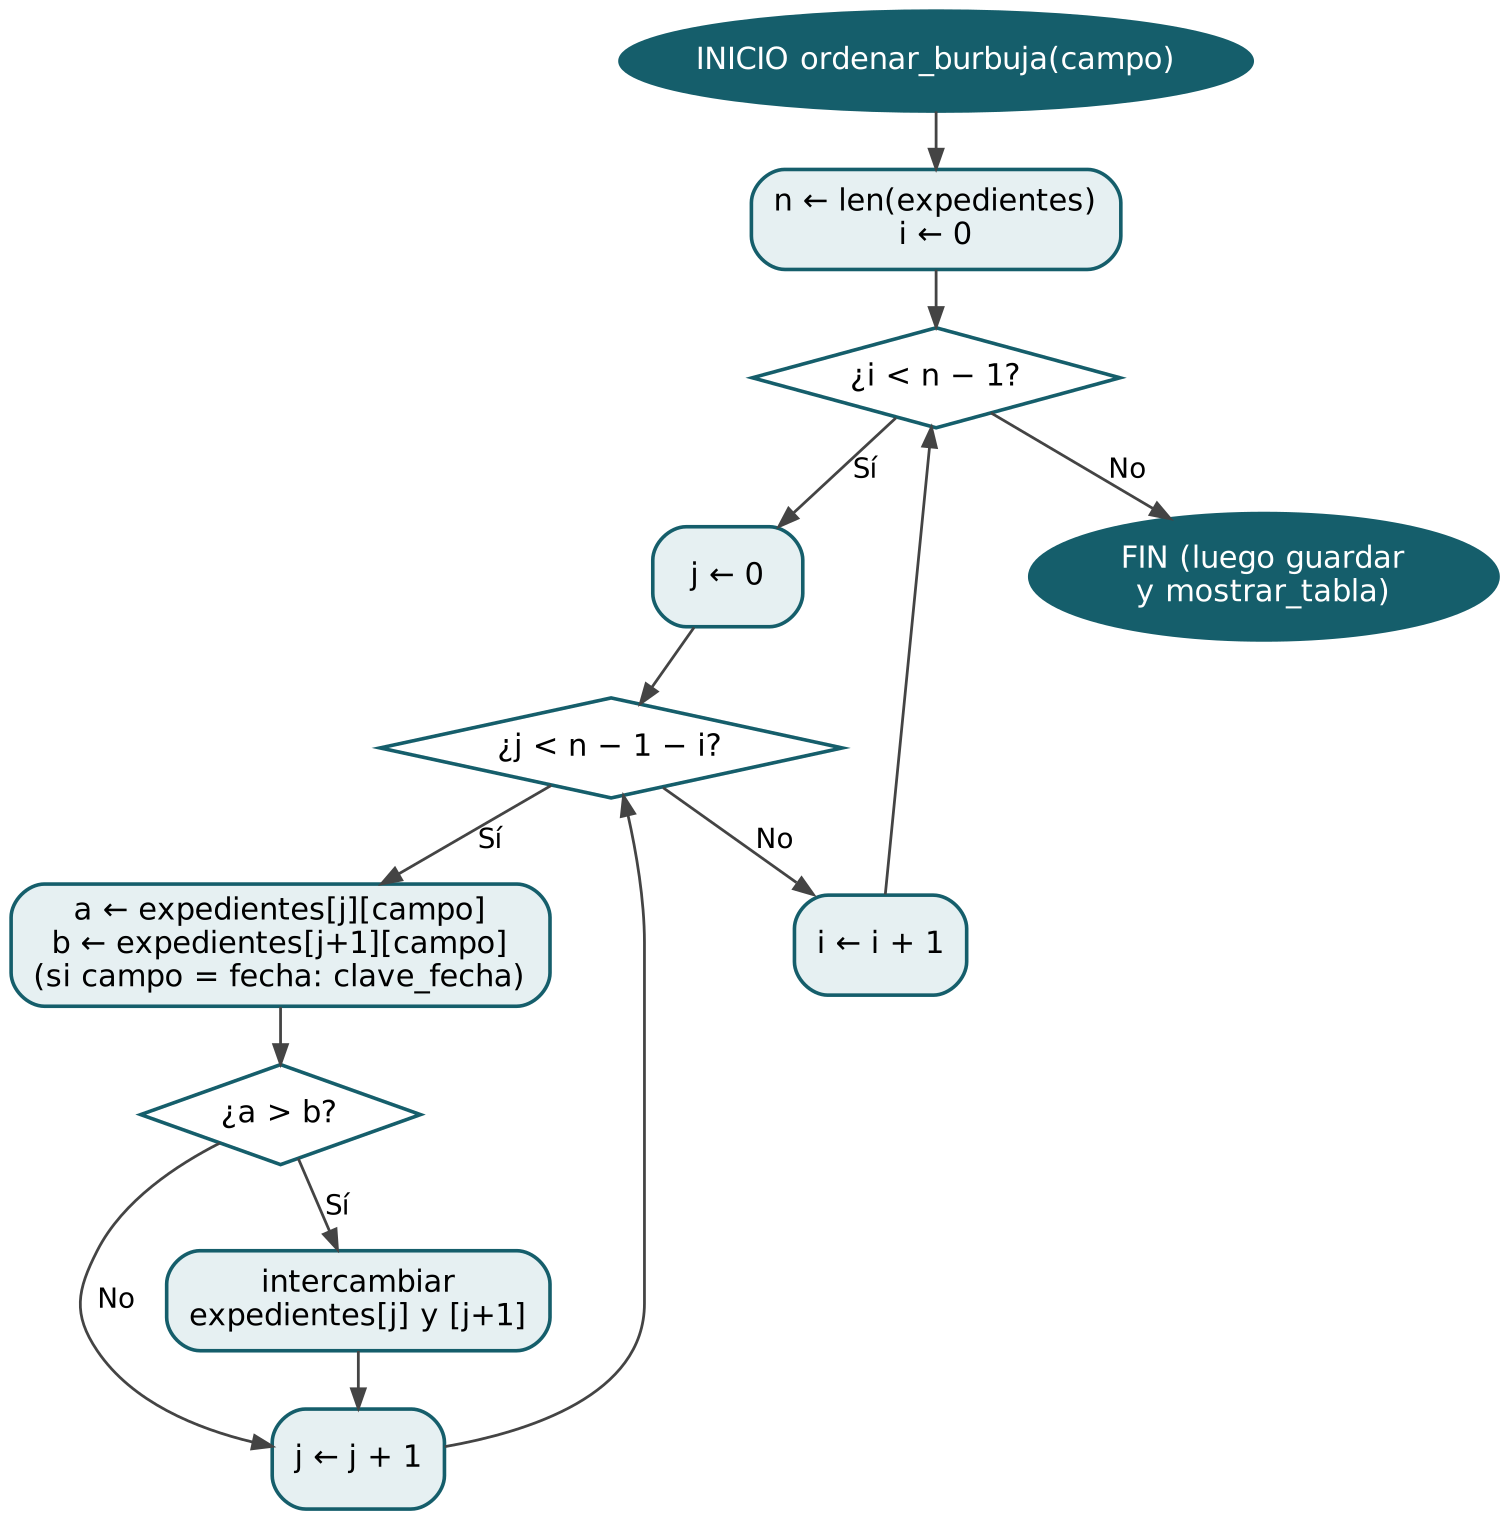 INICIO ordenar_burbuja(campo)
n ← len(expedientes)
i ← 0
¿i < n − 1?
Sí
No
j ← 0
FIN (luego guardar
y mostrar_tabla)
¿j < n − 1 − i?
Sí
No
a ← expedientes[j][campo]
b ← expedientes[j+1][campo]
(si campo = fecha: clave_fecha)
i ← i + 1
¿a > b?
Sí
No
intercambiar
expedientes[j] y [j+1]
j ← j + 1